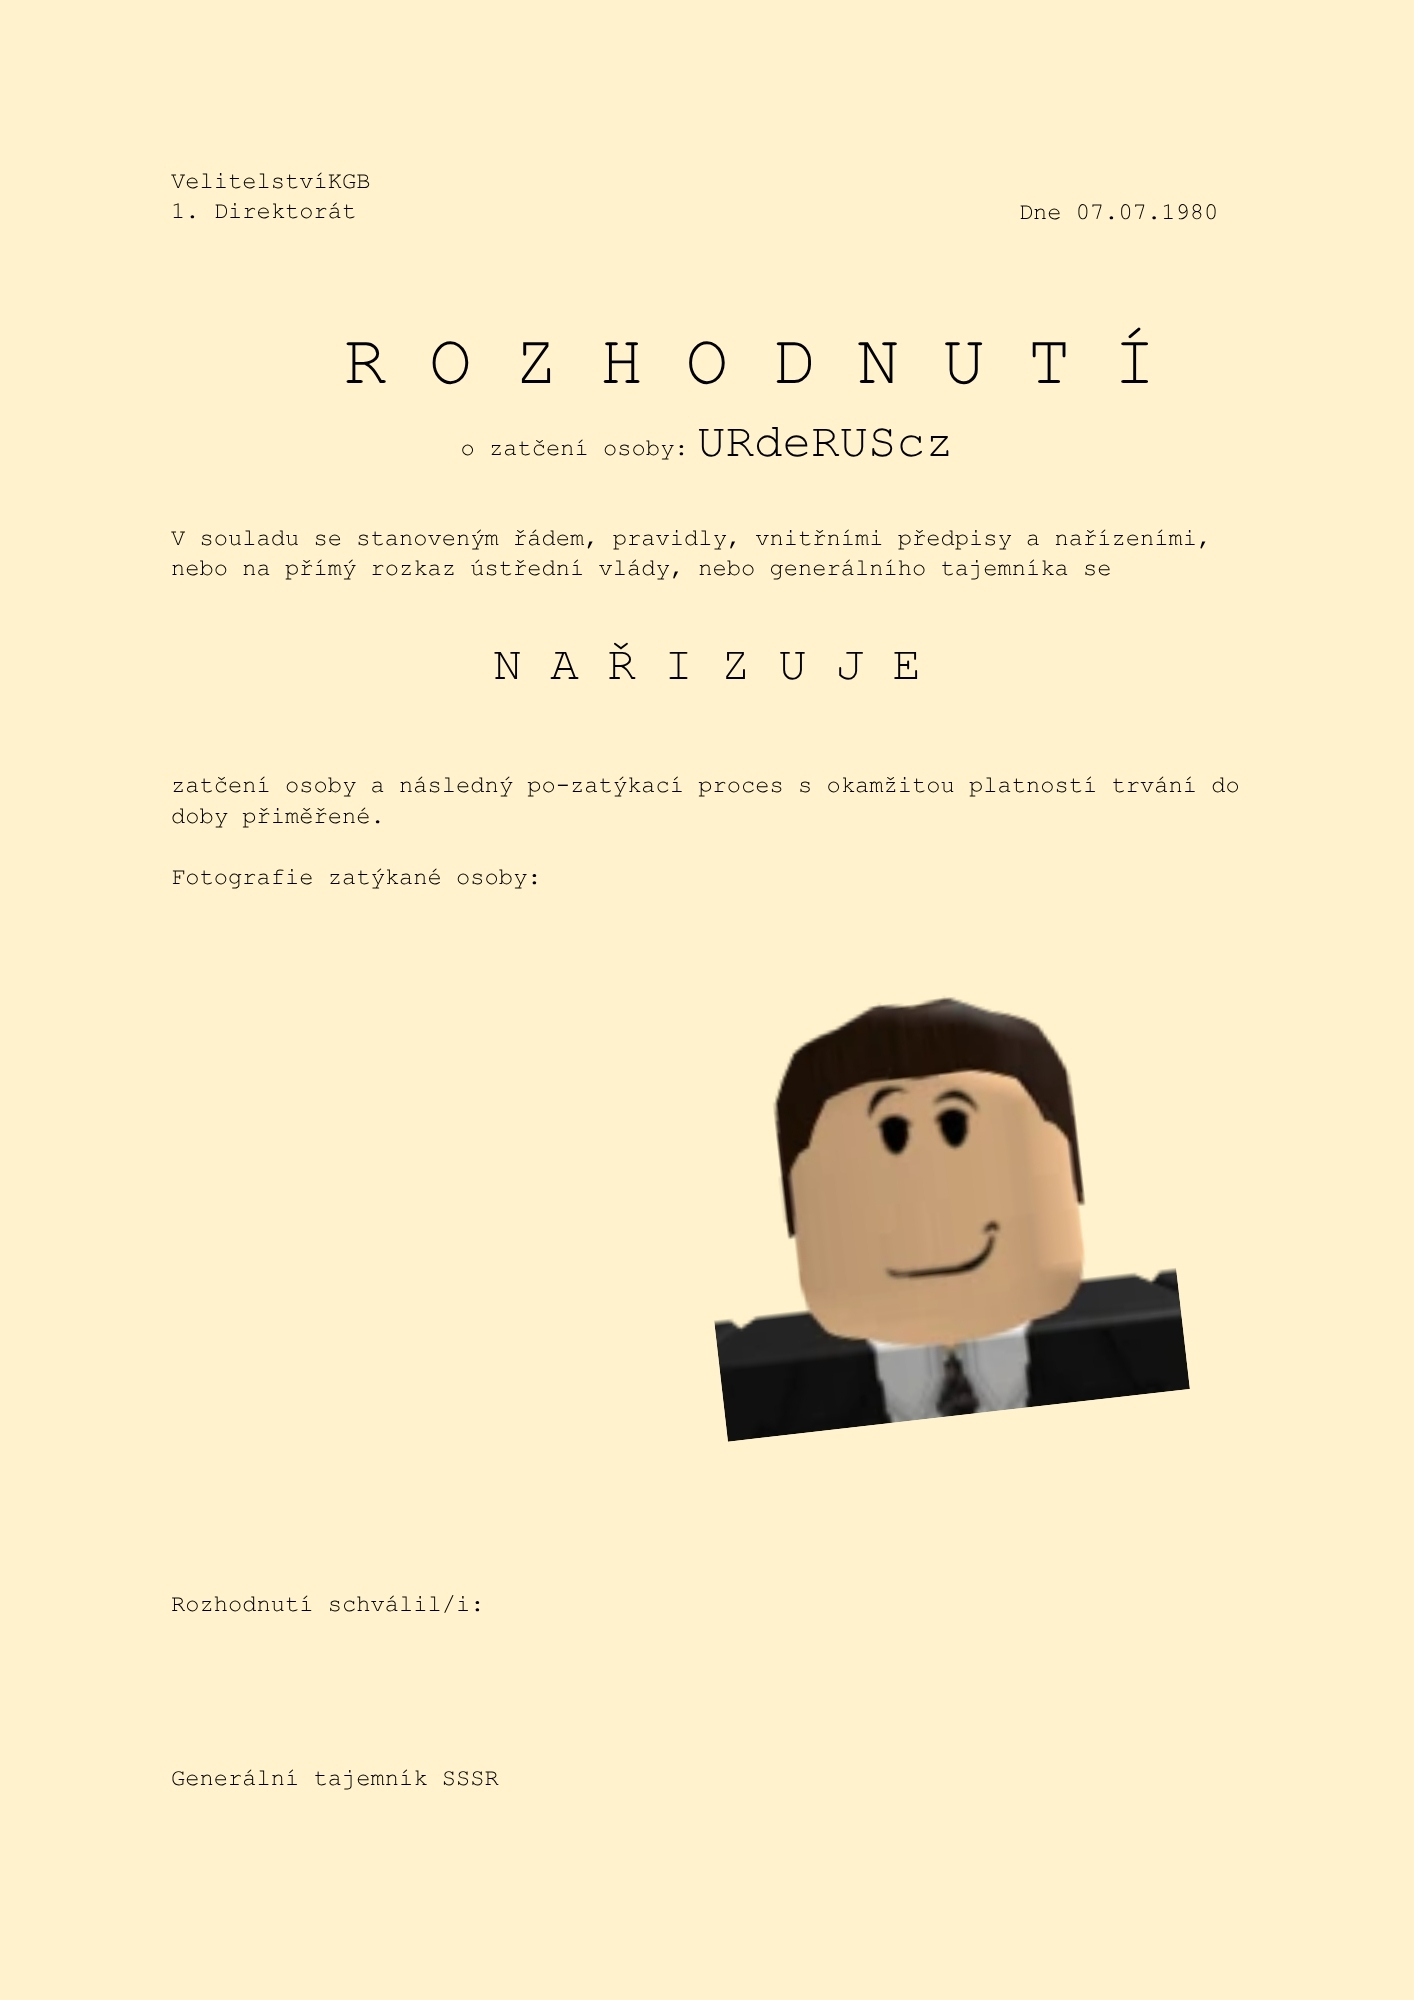 VelitelstvíKGB
1. Direktorát
Dne 07.07.1980
R O Z H O D N U T Í
o zatčení osoby: URdeRUScz
V souladu se stanoveným řádem, pravidly, vnitřními předpisy a nařízeními,
nebo na přímý rozkaz ústřední vlády, nebo generálního tajemníka se
N A Ř I Z U J E
zatčení osoby a následný po-zatýkací proces s okamžitou platností trvání do
doby přiměřené.
Fotografie zatýkané osoby:
Rozhodnutí schválil/i:
Generální tajemník SSSR